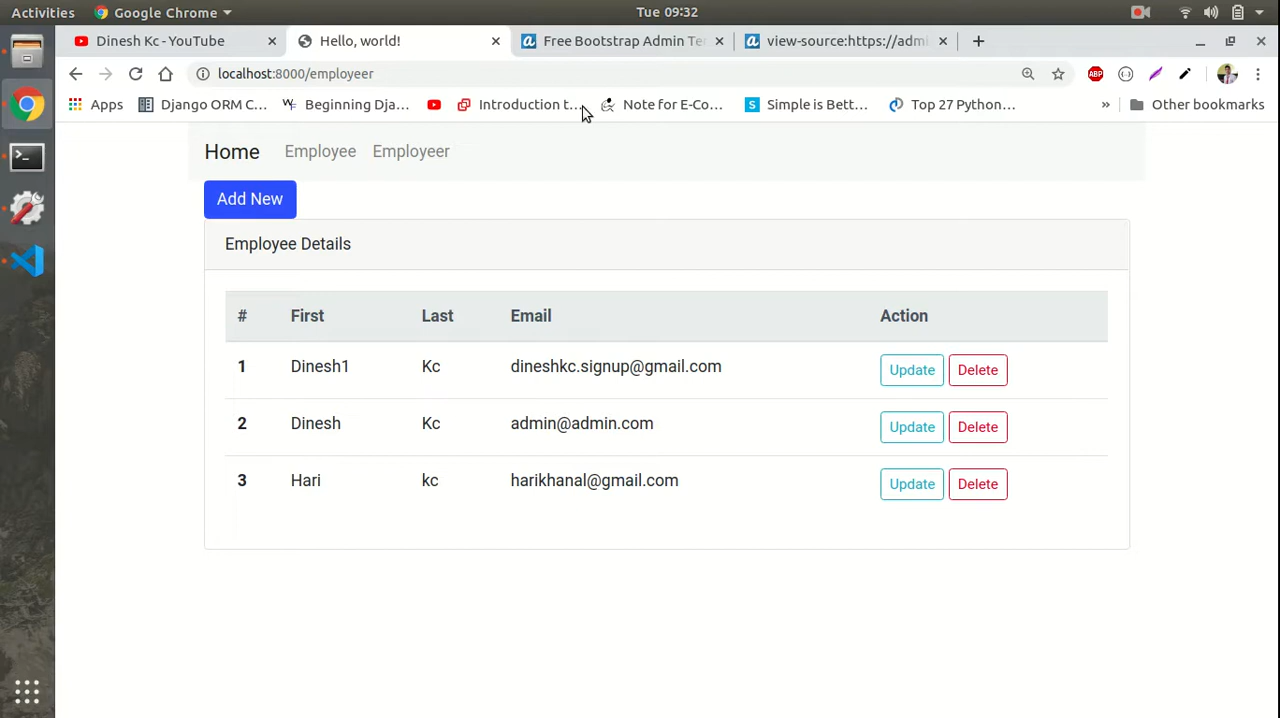 Activities Google Chrome Tue 09:32
Dinesh Kc - YouTube Hello, world! Free Bootstrap Admin Te view-source:https://admi
localhost:8000/employeer ABP
Apps Django ORM C... Beginning Dja... Introduction t... Note for E-Co... Simple is Bett... Top 27 Python... » Other bookmarks
Home Employee Employeer
Add New
Employee Details
# First Last Email Action
1 Dinesh1 Kc dineshkc.signup@gmail.com Update Delete
2 Dinesh Kc admin@admin.com Update Delete
3 Hari kc harikhanal@gmail.com Update Delete